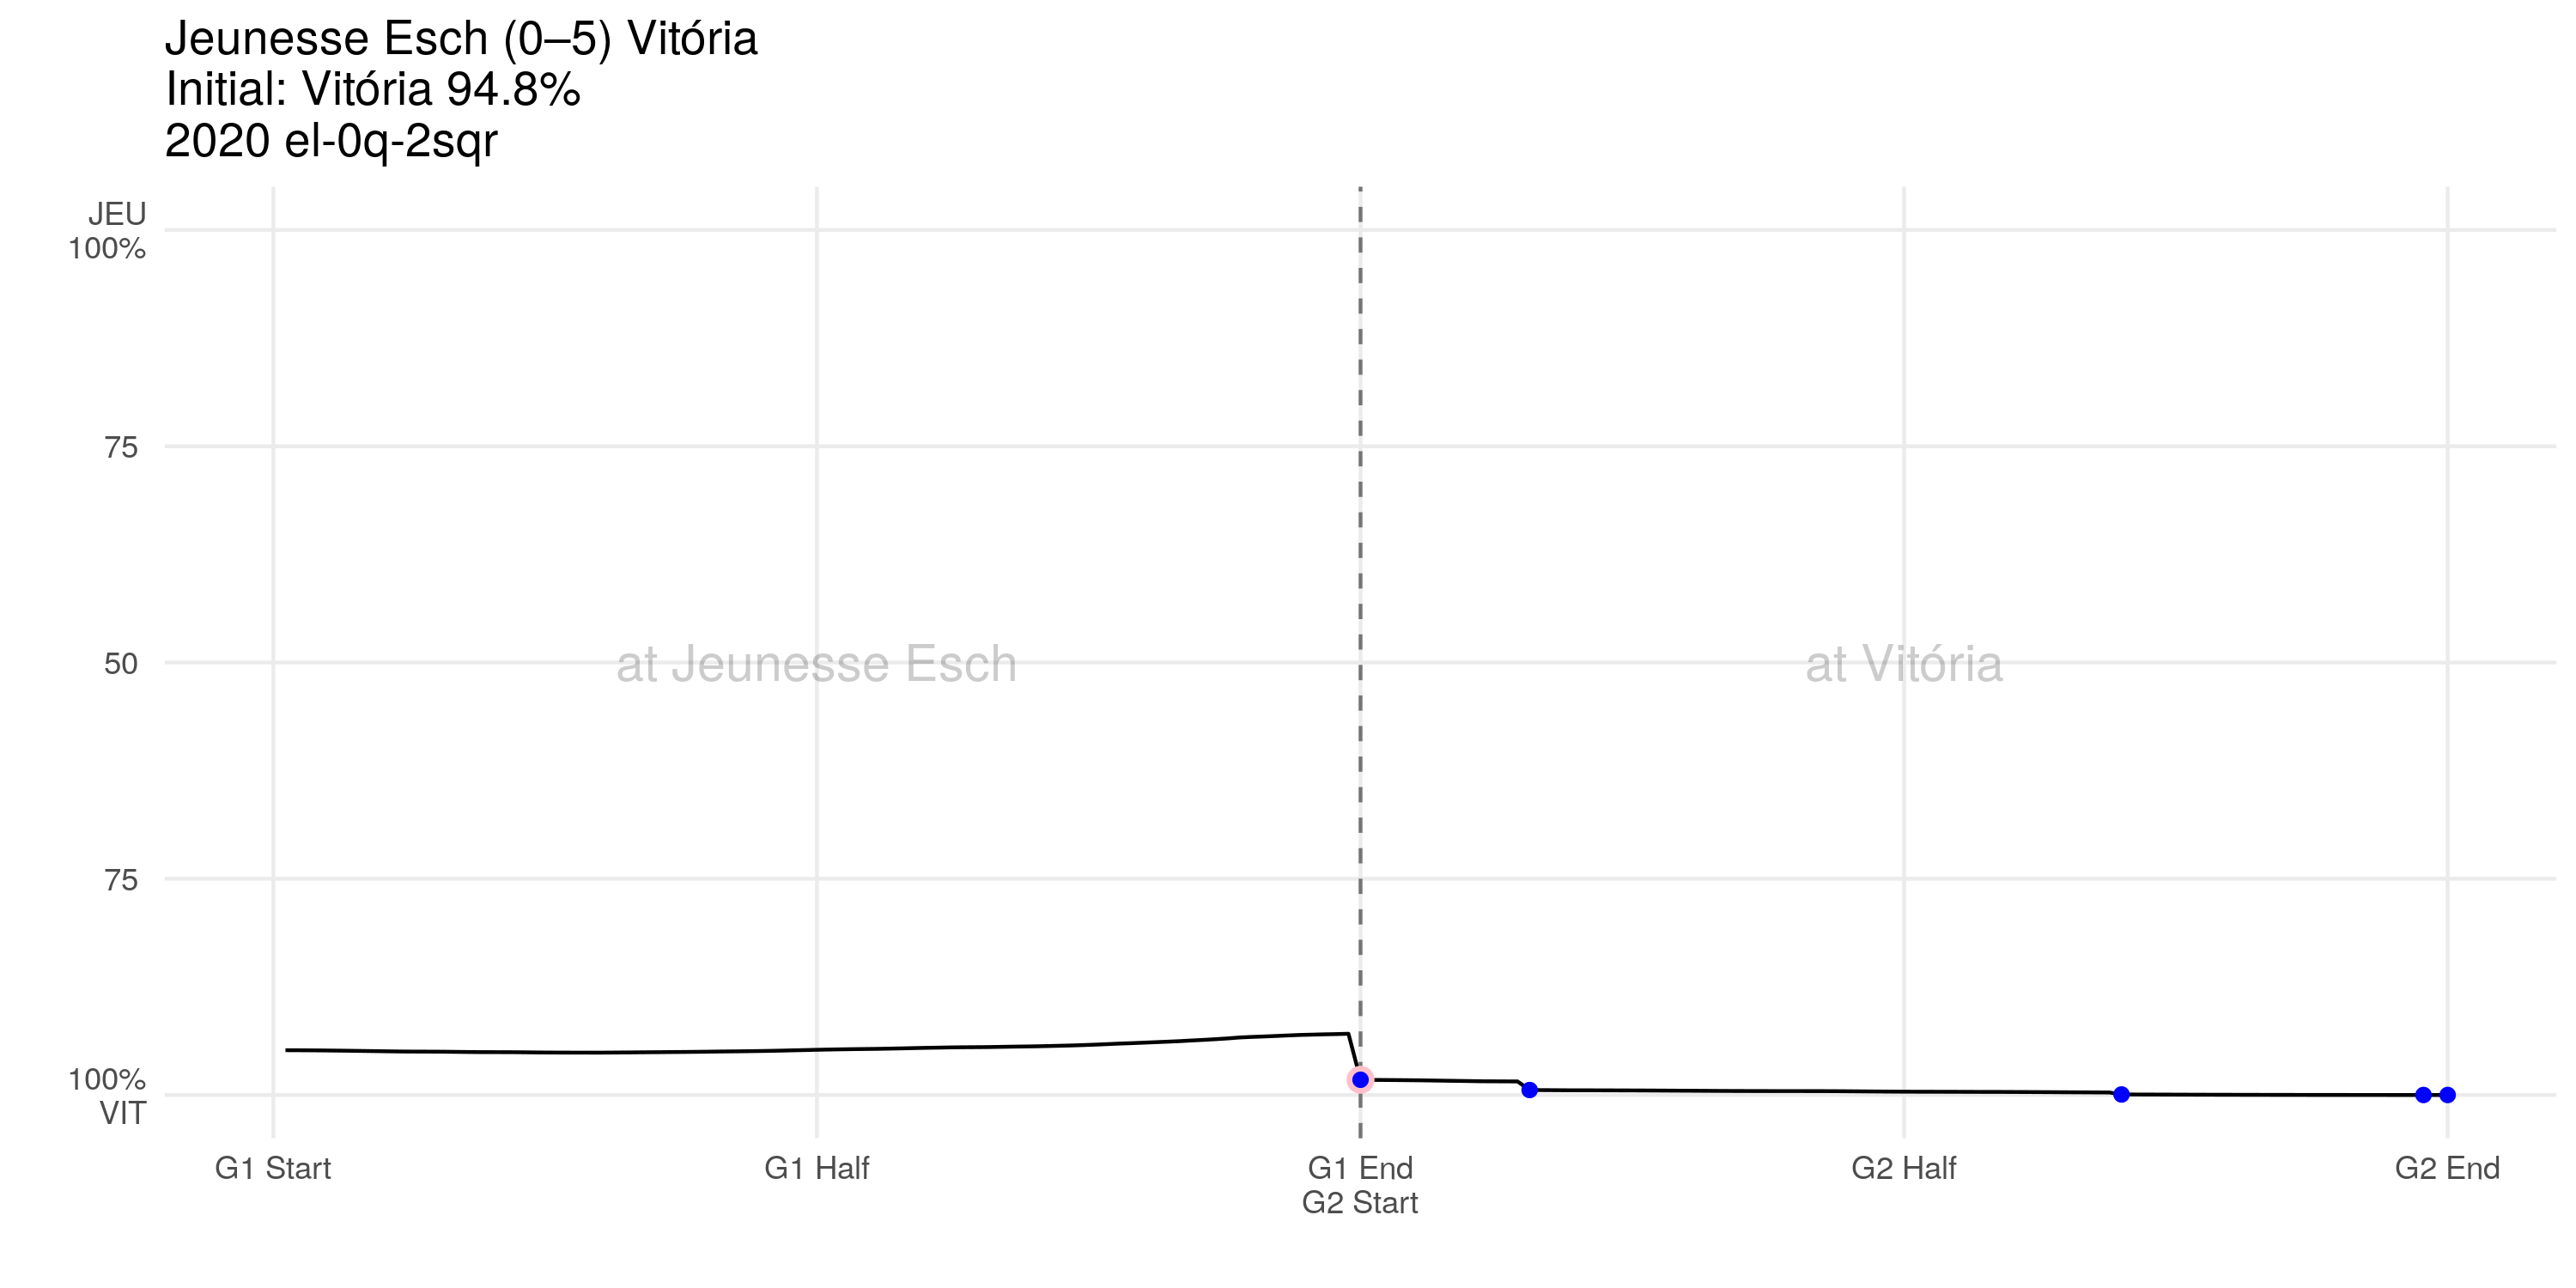 Jeunesse Esch (0–5) Vitória
Initial: Vitória 94.8%
2020 el-0q-2sqr
JEU
100%
75
50
75
100%
VIT
at Jeunesse Esch
at Vitória
G1 Start
G1 Half
G1 End
G2 Start
G2 Half
G2 End